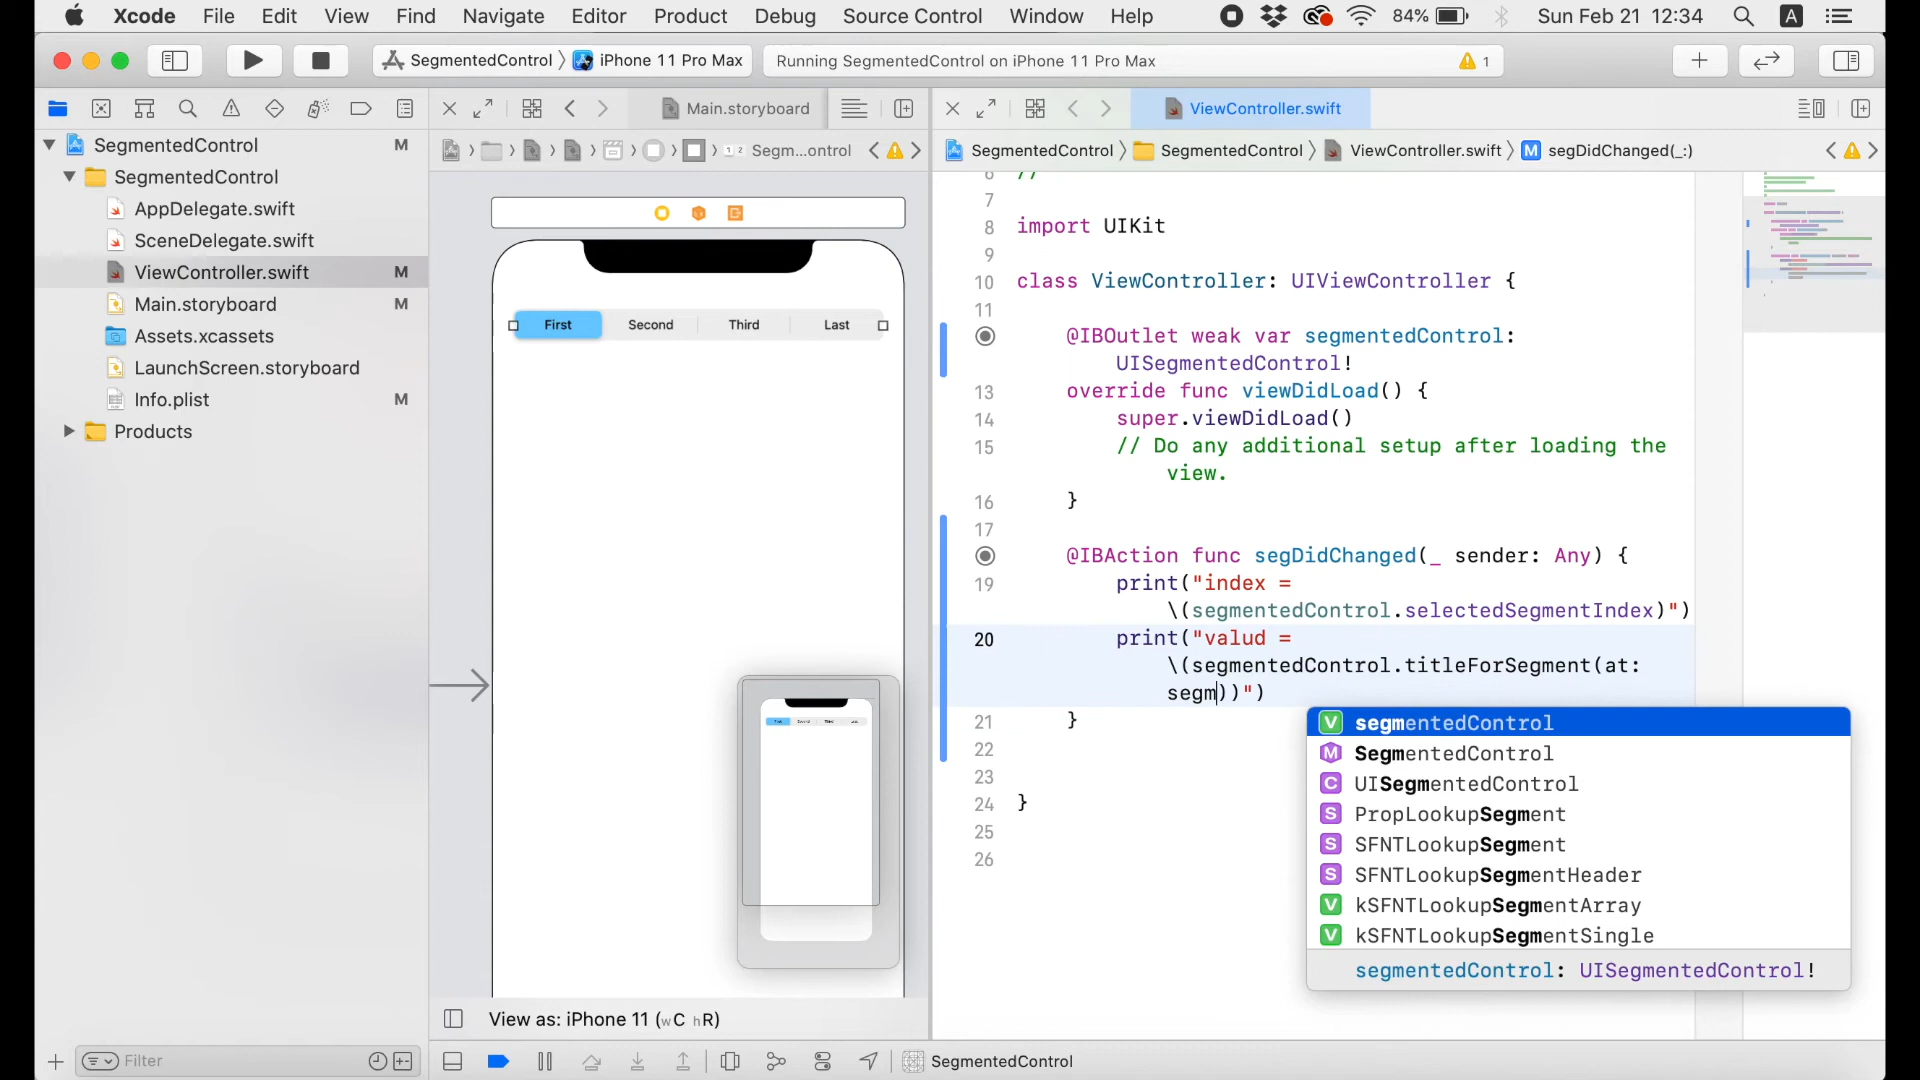 Xcode File Edit View Find Navigate Editor Product Debug Source Control Window Help 84% Sun Feb 21 12:34 A
SegmentedControl 〉 iPhone 11 Pro Max Running SegmentedControl on iPhone 11 Pro Max 1
Main.storyboard
ViewController.swift
Segm...ontrol
SegmentedControl 〉 SegmentedControl 〉 ViewController.swift 〉 M segDidChanged(_:)
SegmentedControl M
SegmentedControl
AppDelegate.swift
SceneDelegate.swift
ViewController.swift M
Main.storyboard M
Assets.xcassets
LaunchScreen.storyboard
Info.plist M
Products
Filter
First Second Third Last
View as: iPhone 11 (wC hR)
6 //
7
8 import UIKit
9
10 class ViewController: UIViewController {
11
@IBOutlet weak var segmentedControl:
UISegmentedControl!
13 override func viewDidLoad() {
14 super.viewDidLoad()
15 // Do any additional setup after loading the
view.
16 }
17
@IBAction func segDidChanged(_ sender: Any) {
19 print("index =
\(segmentedControl.selectedSegmentIndex)")
20 print("valud =
\(segmentedControl.titleForSegment(at:
segm))")
21 }
22
23
24 }
25
26
V segmentedControl
M SegmentedControl
C UISegmentedControl
S PropLookupSegment
S SFNTLookupSegment
S SFNTLookupSegmentHeader
V kSFNTLookupSegmentArray
V kSFNTLookupSegmentSingle
segmentedControl: UISegmentedControl!
SegmentedControl